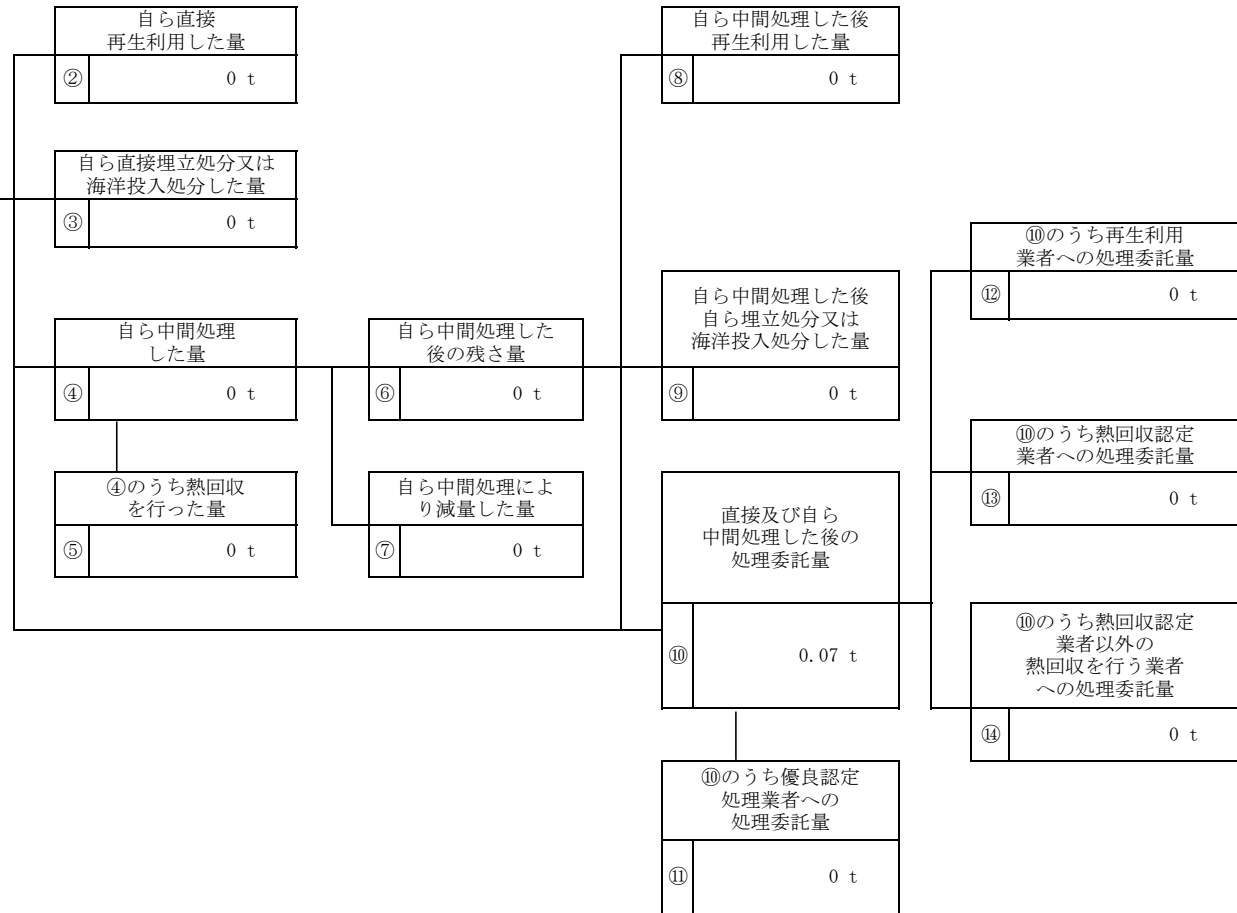 自ら直接
再生利用した量
② 0 t
自ら中間処理した後
再生利用した量
⑧ 0 t
自ら直接埋立処分又は
海洋投入処分した量
③ 0 t
⑩のうち再生利用
業者への処理委託量
⑫ 0 t
自ら中間処理
した量
④ 0 t
自ら中間処理した
後の残さ量
⑥ 0 t
自ら中間処理した後
自ら埋立処分又は
海洋投入処分した量
⑨ 0 t
⑩のうち熱回収認定
業者への処理委託量
⑬ 0 t
④のうち熱回収
を行った量
⑤ 0 t
自ら中間処理によ
り減量した量
⑦ 0 t
直接及び自ら
中間処理した後の
処理委託量
⑩ 0.07 t
⑩のうち熱回収認定
業者以外の
熱回収を行う業者
への処理委託量
⑭ 0 t
⑩のうち優良認定
処理業者への
処理委託量
⑪ 0 t